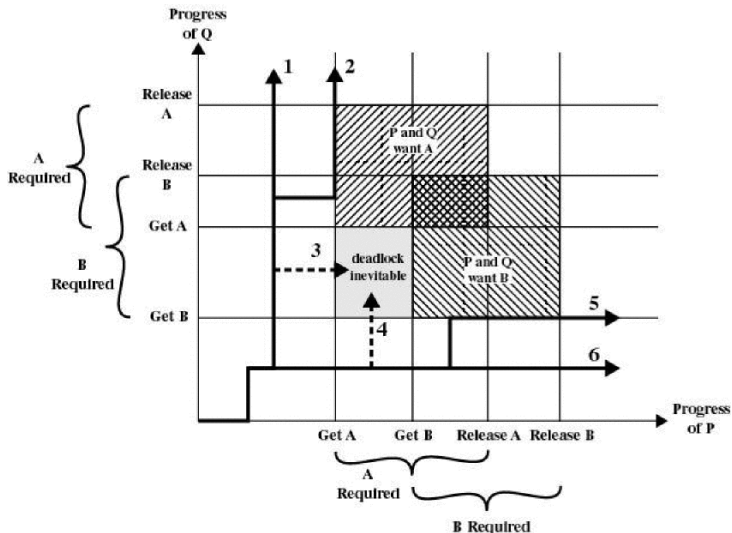 Progress
of Q
1
2
Release
A
P and Q
want A
A
Required
Release
B
Get A
B
Required
3
deadlock
inevitable
P and Q
want B
Get B
4
5
6
Progress
of P
Get A
Get B
Release A
Release B
A
Required
B Required